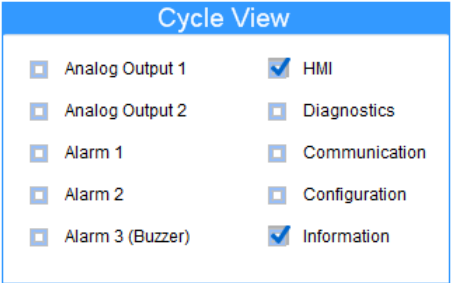 Cycle View
Analog Output 1
HMI
Analog Output 2
Diagnostics
Alarm 1
Communication
Alarm 2
Configuration
Alarm 3 (Buzzer)
Information